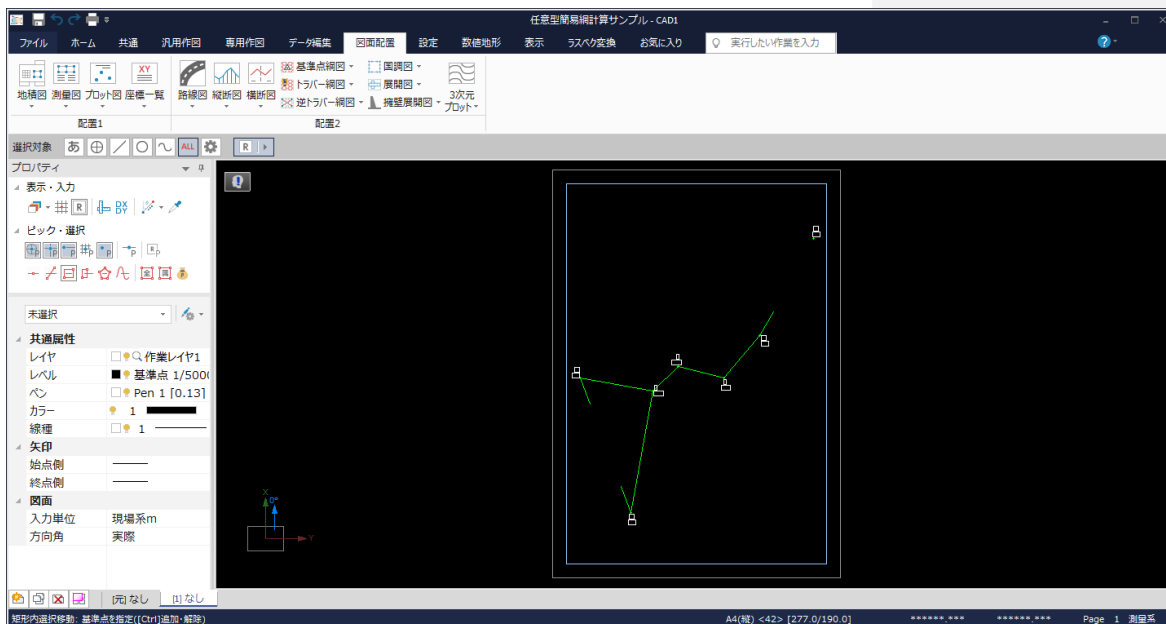 任意型簡易網計算サンプル - CAD1
ファイル ホーム 共通 汎用作図 専用作図 データ編集 図面配置 設定 数値地形 表示 ラスベク変換 お気に入り 実行したい作業を入力
地積図 測量図 プロット図 座標一覧
XY
配置1
路線図 縦断図 横断図
基準点網図 国調図
トラバー網図 展開図
逆トラバー網図 擁壁展開図
3次元
プロット
配置2
選択対象 あ ALL R
プロパティ
表示・入力
R DX
DY
ピック・選択
P P P P P P R P
全 属 P
未選択
共通属性
レイヤ 作業レイヤ1
レベル 基準点 1/500
ペン Pen 1 [0.13]
カラー 1
線種 1
矢印
始点側
終点側
図面
入力単位 現場系m
方向角 実際
X
0°
Y
[元] なし [1] なし
矩形内選択移動: 基準点を指定([Ctrl]追加・解除) A4(縦) <42> [277.0/190.0] ******.*** ******.*** Page 1 測量系